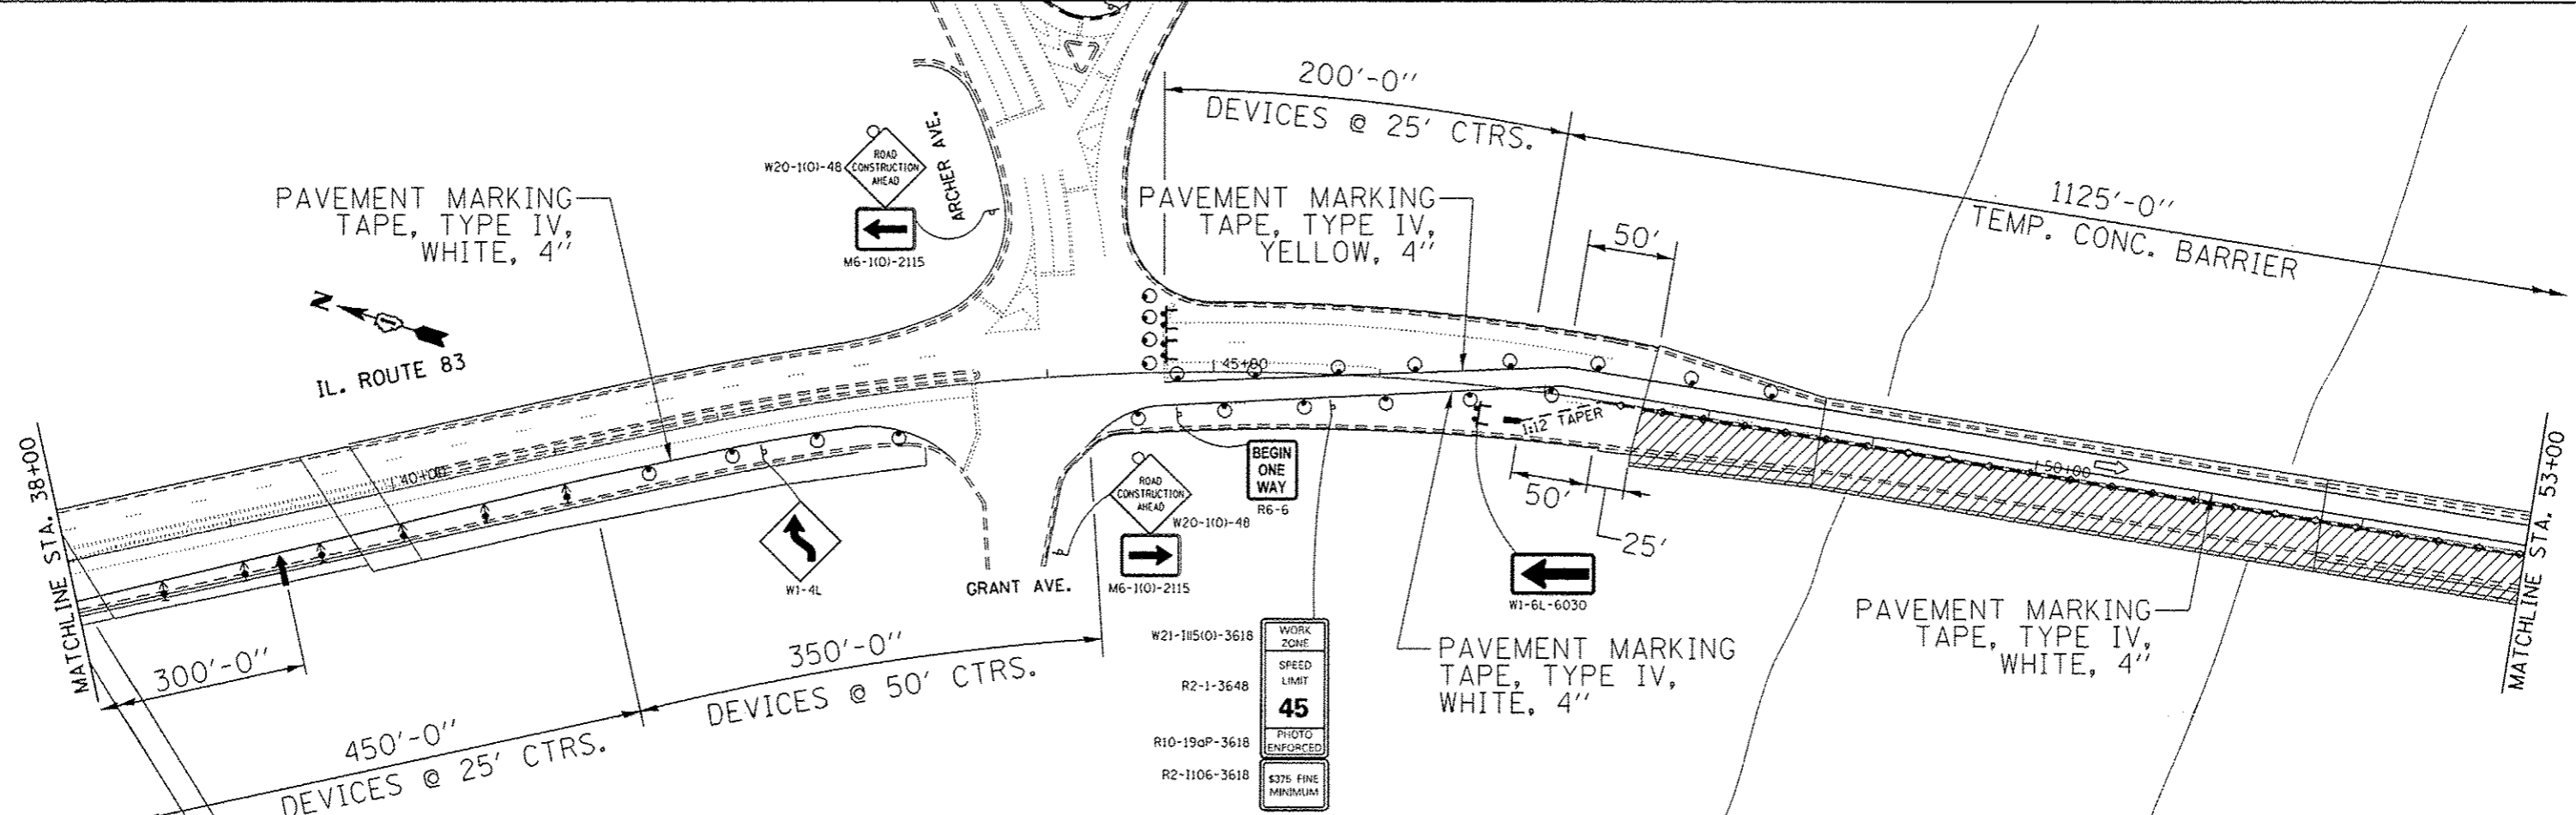 200'-0"
DEVICES @ 25' CTRS.
1125'-0"
TEMP. CONC. BARRIER
W20-1(O)-48
ROAD
CONSTRUCTION
AHEAD
ARCHER AVE.
M6-1(O)-2115
PAVEMENT MARKING
TAPE, TYPE IV,
WHITE, 4"
PAVEMENT MARKING
TAPE, TYPE IV,
YELLOW, 4"
50'
N
IL. ROUTE 83
45+00
40+00
1:12 TAPER
50+00
MATCHLINE STA. 38+00
MATCHLINE STA. 53+00
BEGIN
ONE
WAY
R6-6
ROAD
CONSTRUCTION
AHEAD
W20-1(O)-48
M6-1(O)-2115
50'
25'
W1-4L
GRANT AVE.
W1-6L-6030
300'-0"
350'-0"
DEVICES @ 50' CTRS.
450'-0"
DEVICES @ 25' CTRS.
W21-I115(O)-3618
WORK
ZONE
R2-1-3648
SPEED
LIMIT
45
R10-19aP-3618
PHOTO
ENFORCED
R2-I106-3618
$375 FINE
MINIMUM
PAVEMENT MARKING
TAPE, TYPE IV,
WHITE, 4"
PAVEMENT MARKING
TAPE, TYPE IV,
WHITE, 4"